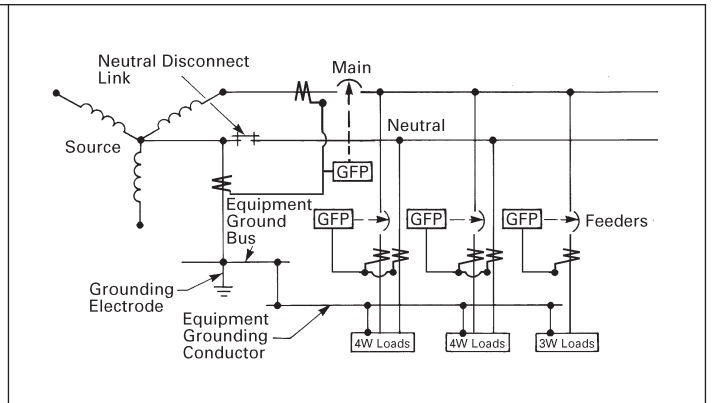 Neutral Disconnect
Link
Main
Source
Neutral
GFP
Equipment
Ground
Bus
GFP
GFP
GFP
Feeders
Grounding
Electrode
Equipment
Grounding
Conductor
4W Loads
4W Loads
3W Loads